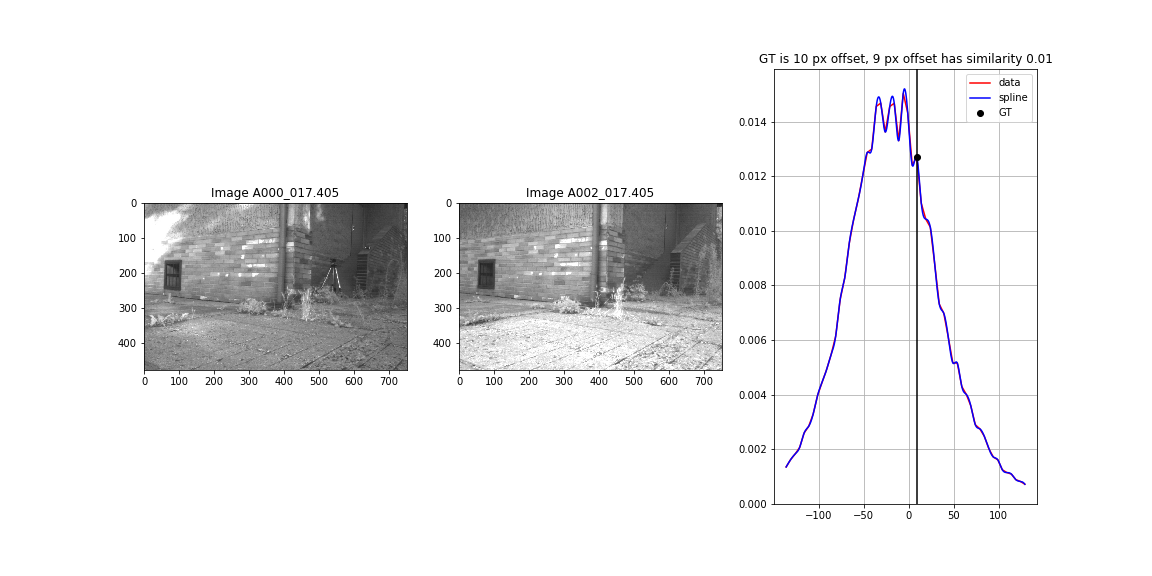 GT is 10 px offset, 9 px offset has similarity 0.01
data
spline
GT
0.014
0.012
0.010
0.008
0.006
0.004
0.002
0.000
−100 −50 0 50 100
Image A000_017.405
0
100
200
300
400
0 100 200 300 400 500 600 700
Image A002_017.405
0
100
200
300
400
0 100 200 300 400 500 600 700